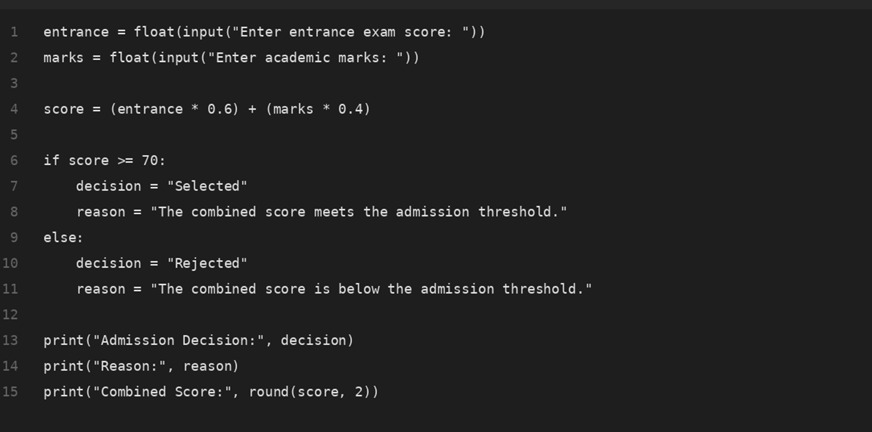 1 entrance = float(input("Enter entrance exam score: "))
2 marks = float(input("Enter academic marks: "))
3
4 score = (entrance * 0.6) + (marks * 0.4)
5
6 if score >= 70:
7     decision = "Selected"
8     reason = "The combined score meets the admission threshold."
9 else:
10     decision = "Rejected"
11     reason = "The combined score is below the admission threshold."
12
13 print("Admission Decision:", decision)
14 print("Reason:", reason)
15 print("Combined Score:", round(score, 2))